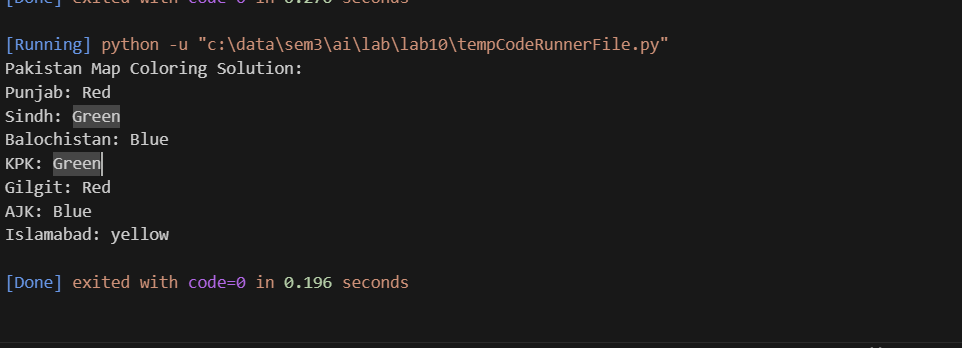 [Done] exited with code=0 in 0.276 seconds
[Running] python -u "c:\data\sem3\ai\lab\lab10\tempCodeRunnerFile.py"
Pakistan Map Coloring Solution:
Punjab: Red
Sindh: Green
Balochistan: Blue
KPK: Green
Gilgit: Red
AJK: Blue
Islamabad: yellow
[Done] exited with code=0 in 0.196 seconds